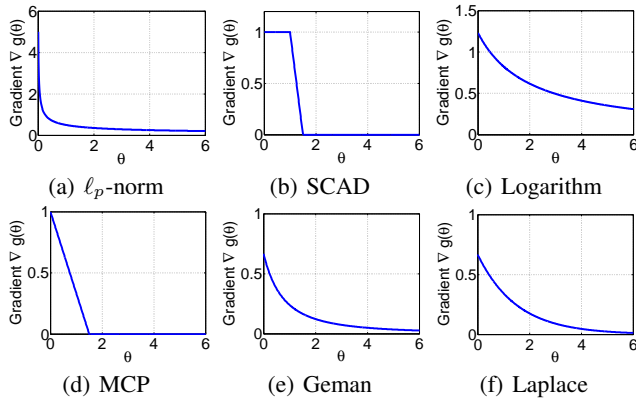 6
4
2
0
0 2 4 6
Gradient ∇ g(θ)
θ
(a) ℓp-norm
1
0.5
0
0 2 4 6
Gradient ∇ g(θ)
θ
(b) SCAD
1.5
1
0.5
0
0 2 4 6
Gradient ∇ g(θ)
θ
(c) Logarithm
1
0.5
0
0 2 4 6
Gradient ∇ g(θ)
θ
(d) MCP
1
0.5
0
0 2 4 6
Gradient ∇ g(θ)
θ
(e) Geman
1
0.5
0
0 2 4 6
Gradient ∇ g(θ)
θ
(f) Laplace